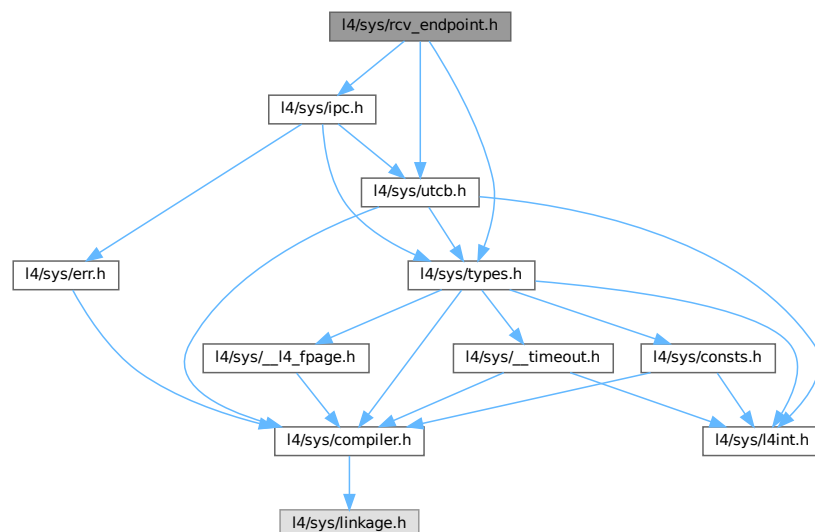 l4/sys/rcv_endpoint.h
l4/sys/ipc.h
l4/sys/utcb.h
l4/sys/err.h
l4/sys/types.h
l4/sys/__l4_fpage.h
l4/sys/__timeout.h
l4/sys/consts.h
l4/sys/compiler.h
l4/sys/l4int.h
l4/sys/linkage.h